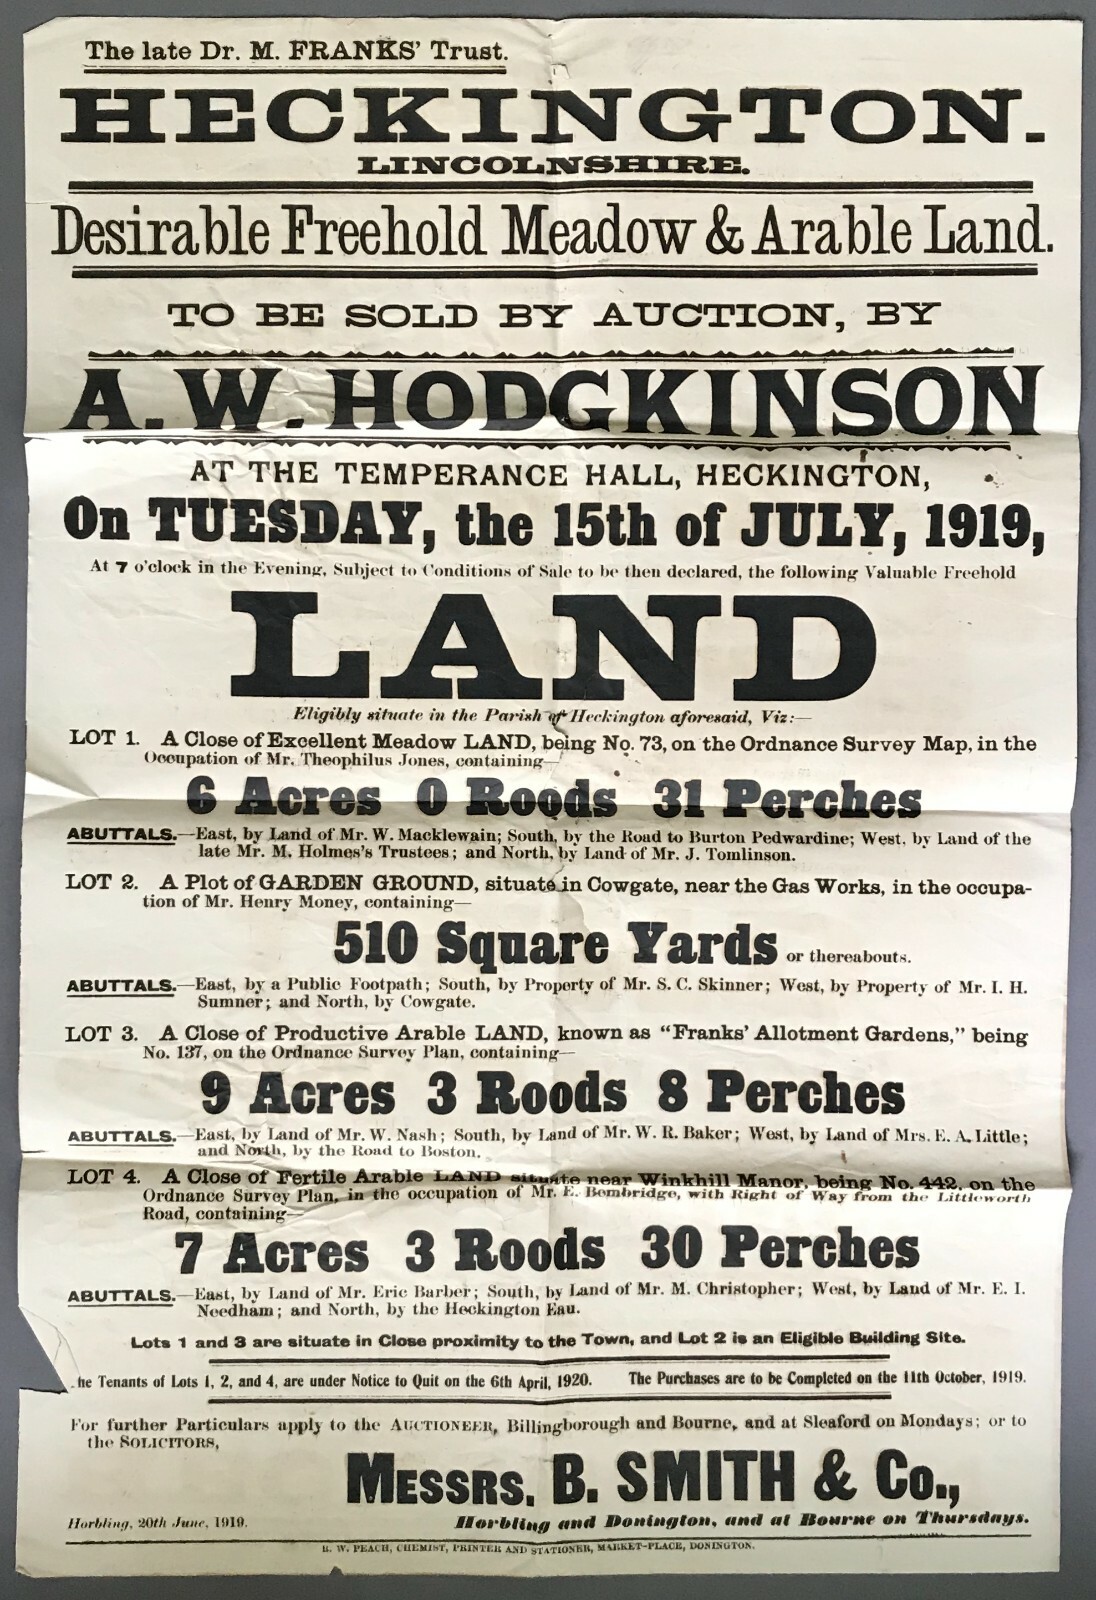 The late Dr. M. FRANKS' Trust.
HECKINGTON.
LINCOLNSHIRE.
Desirable Freehold Meadow & Arable Land.
TO BE SOLD BY AUCTION, BY
A. W. HODGKINSON
AT THE TEMPERANCE HALL, HECKINGTON,
On TUESDAY, the 15th of JULY, 1919,
At 7 o'clock in the Evening, Subject to Conditions of Sale to be then declared, the following Valuable Freehold
LAND
Eligibly situate in the Parish of Heckington aforesaid, Viz:—
LOT 1. A Close of Excellent Meadow LAND, being No. 73, on the Ordnance Survey Map, in the
Occupation of Mr. Theophilus Jones, containing—
6 Acres 0 Roods 31 Perches
ABUTTALS.—East, by Land of Mr. W. Macklewain; South, by the Road to Burton Pedwardine; West, by Land of the
late Mr. M. Holmes's Trustees; and North, by Land of Mr. J. Tomlinson.
LOT 2. A Plot of GARDEN GROUND, situate in Cowgate, near the Gas Works, in the occupa-
tion of Mr. Henry Money, containing—
510 Square Yards or thereabouts.
ABUTTALS.—East, by a Public Footpath; South, by Property of Mr. S. C. Skinner; West, by Property of Mr. I. H.
Sumner; and North, by Cowgate.
LOT 3. A Close of Productive Arable LAND, known as "Franks' Allotment Gardens," being
No. 137, on the Ordnance Survey Plan, containing—
9 Acres 3 Roods 8 Perches
ABUTTALS.—East, by Land of Mr. W. Nash; South, by Land of Mr. W. R. Baker; West, by Land of Mrs. E. A. Little;
and North, by the Road to Boston.
LOT 4. A Close of Fertile Arable LAND situate near Winkhill Manor, being No. 442, on the
Ordnance Survey Plan, in the occupation of Mr. E. Bembridge, with Right of Way from the Littleworth
Road, containing—
7 Acres 3 Roods 30 Perches
ABUTTALS.—East, by Land of Mr. Eric Barber; South, by Land of Mr. M. Christopher; West, by Land of Mr. E. I.
Needham; and North, by the Heckington Eau.
Lots 1 and 3 are situate in Close proximity to the Town, and Lot 2 is an Eligible Building Site.
he Tenants of Lots 1, 2, and 4, are under Notice to Quit on the 6th April, 1920. The Purchases are to be Completed on the 11th October, 1919.
For further Particulars apply to the AUCTIONEER, Billingborough and Bourne, and at Sleaford on Mondays; or to
the SOLICITORS,
MESSRS. B. SMITH & Co.,
Horbling, 20th June, 1919. Horbling and Donington, and at Bourne on Thursdays.
R. W. PEACH, CHEMIST, PRINTER AND STATIONER, MARKET-PLACE, DONINGTON.